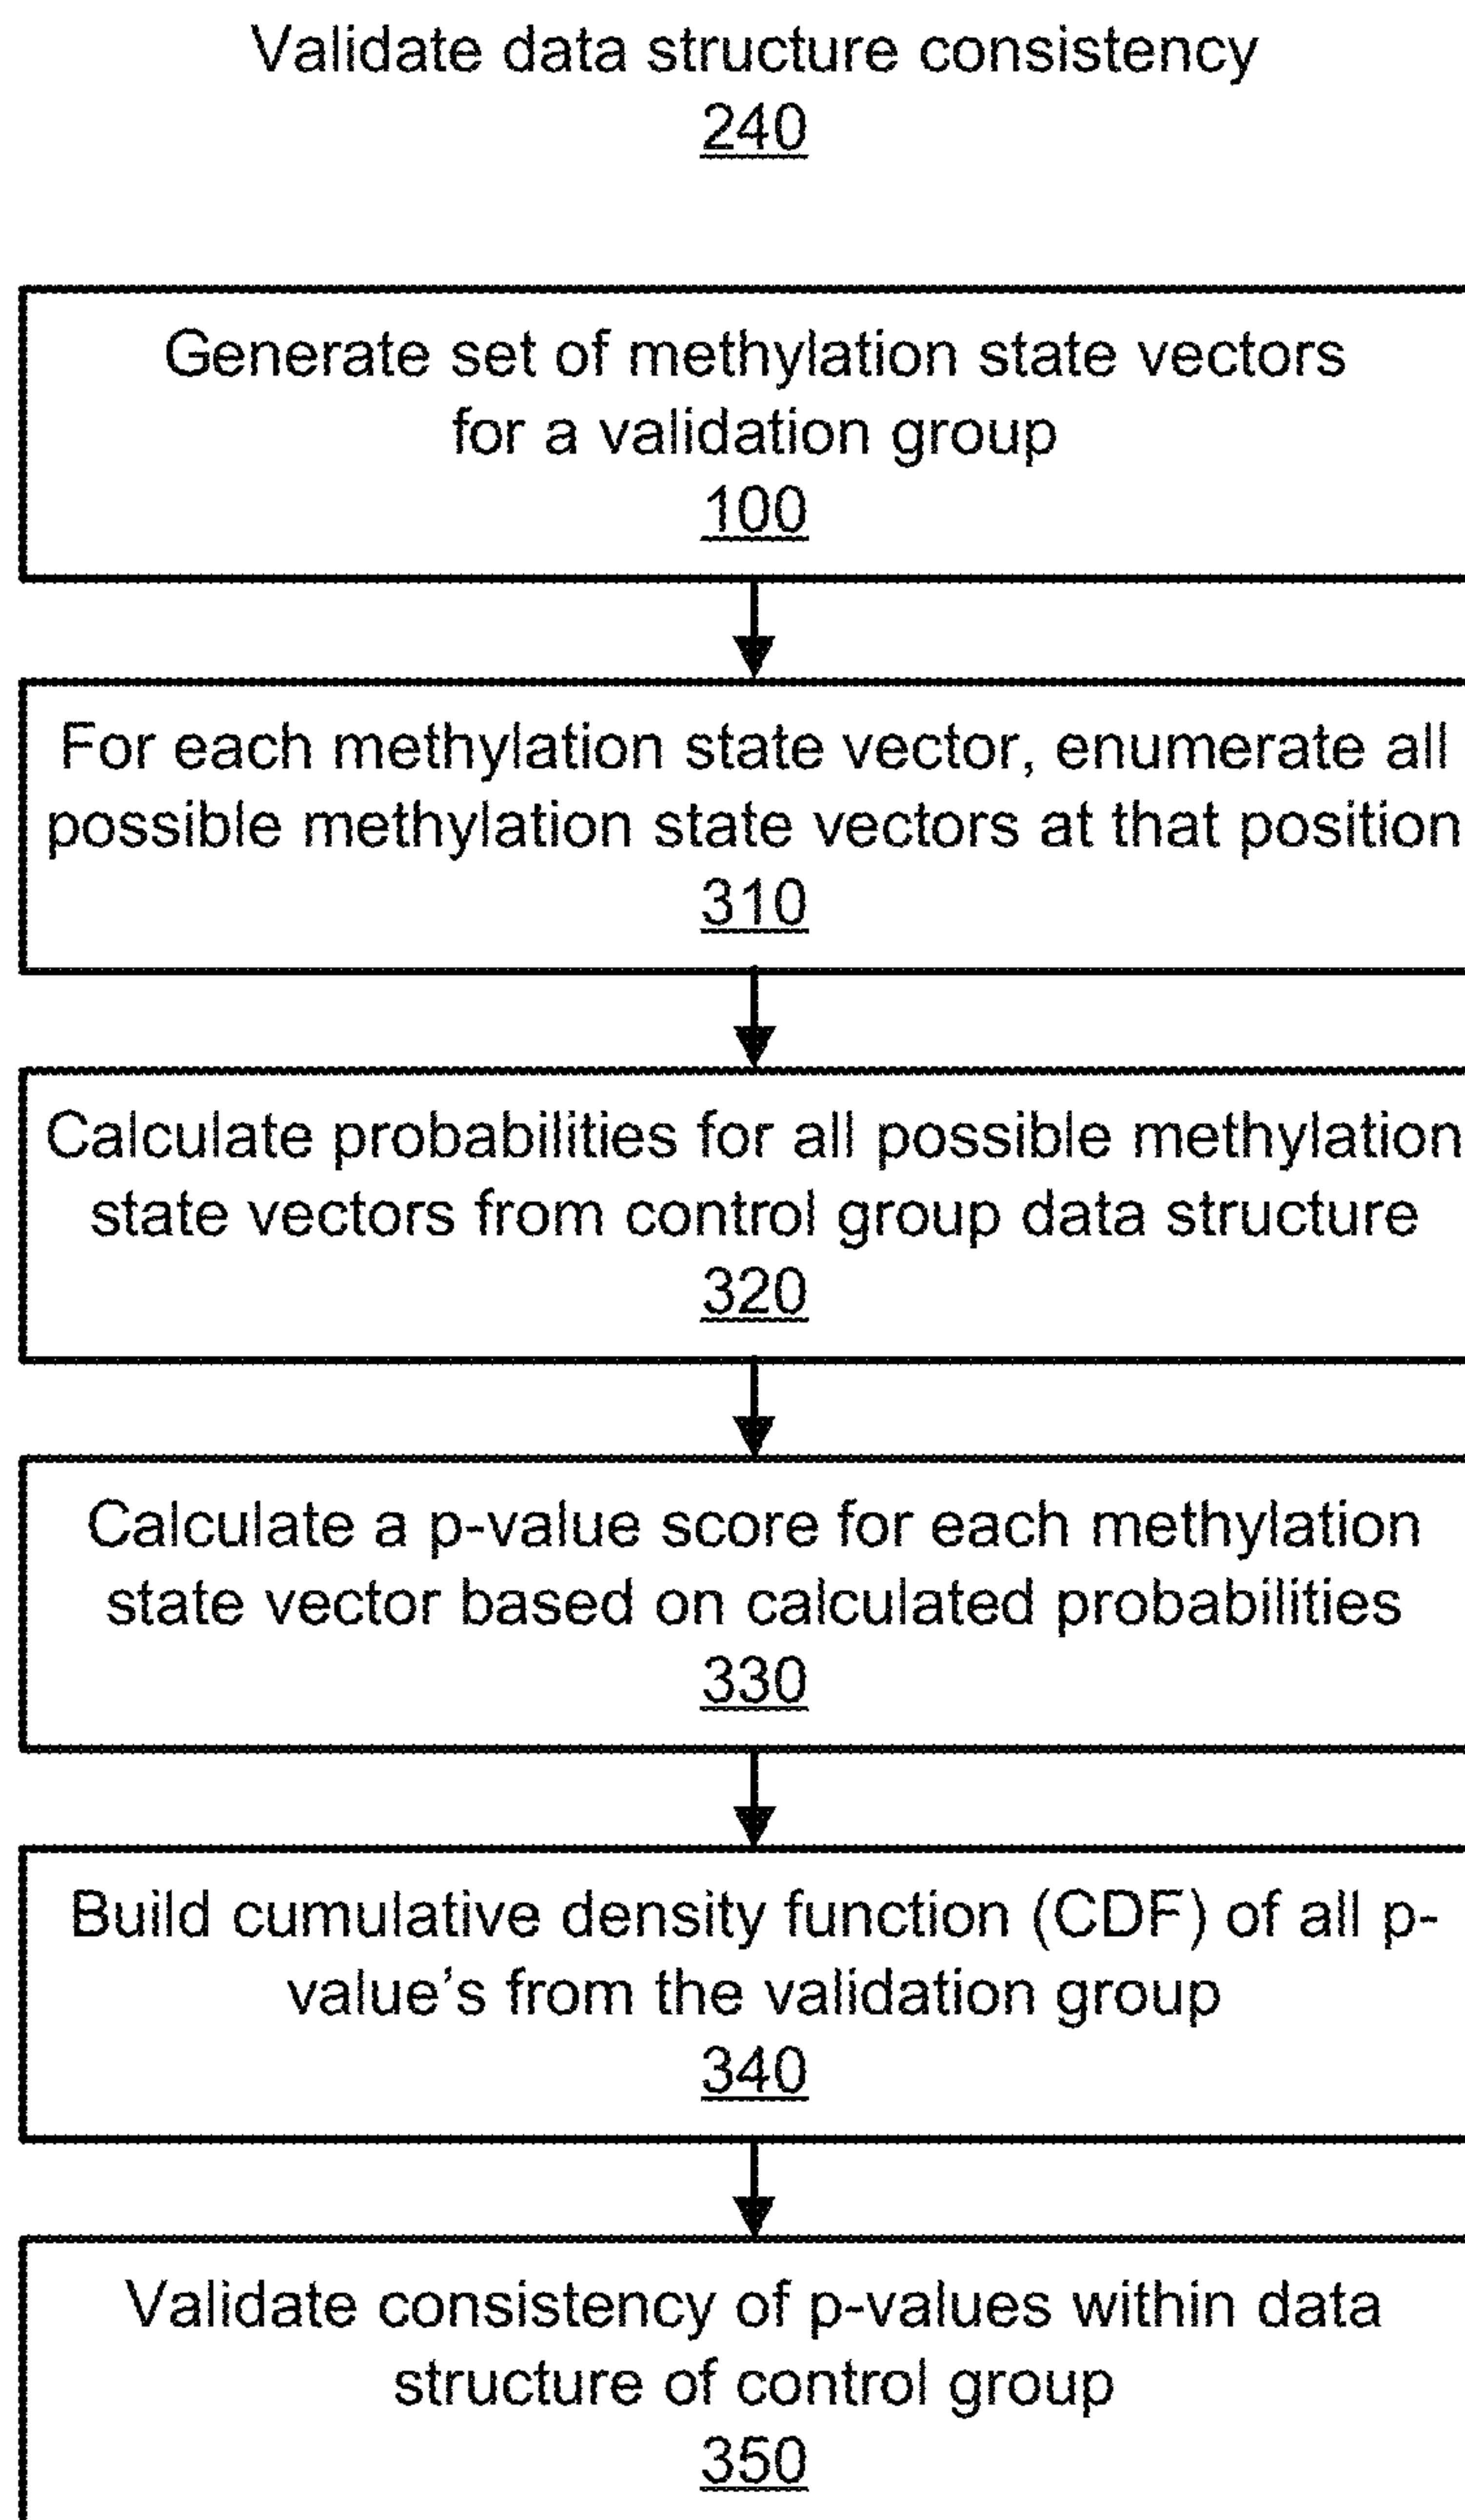 Validate data structure consistency
240
Generate set of methylation state vectors
for a validation group
100
For each methylation state vector, enumerate all
possible methylation state vectors at that position
310
Calculate probabilities for all possible methylation
state vectors from control group data structure
320
Calculate a p-value score for each methylation
state vector based on calculated probabilities
330
Build cumulative density function (CDF) of all p-
value's from the validation group
340
Validate consistency of p-values within data
structure of control group
350